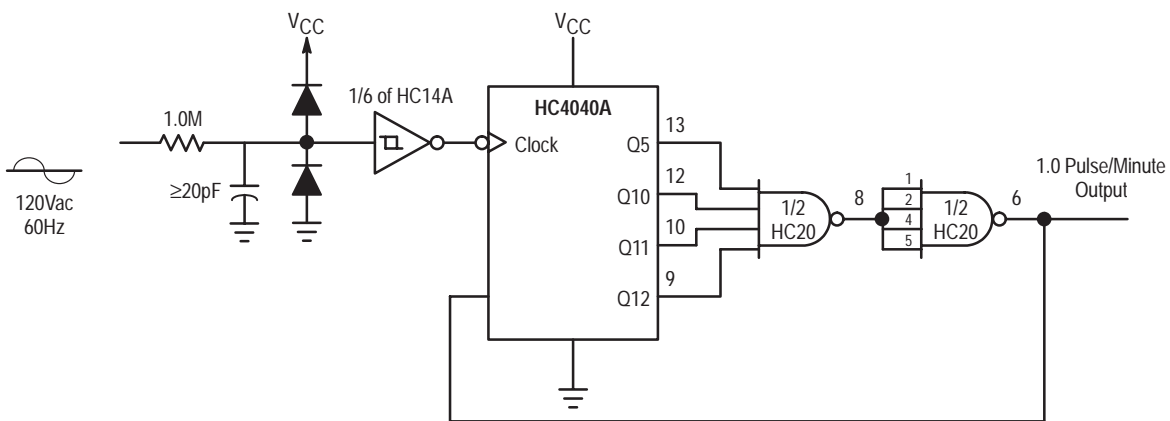 VCC
1.0M
≥20pF
120Vac
60Hz
1/6 of HC14A
VCC
HC4040A
Clock
Q5
Q10
Q11
Q12
13
12
10
9
1/2
HC20
8
1
2
4
5
1/2
HC20
6
1.0 Pulse/Minute
Output